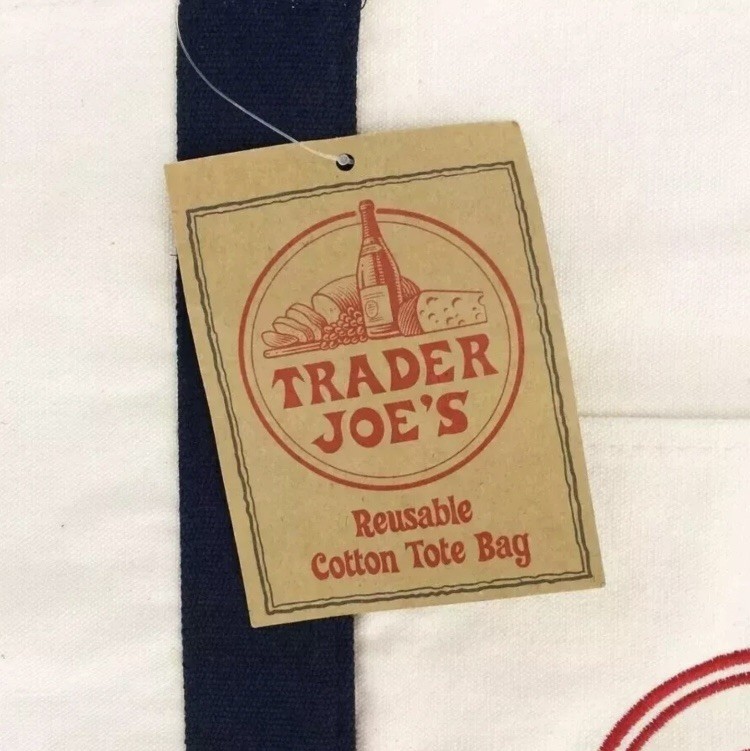 TRADER
JOE'S
Reusable
Cotton Tote Bag